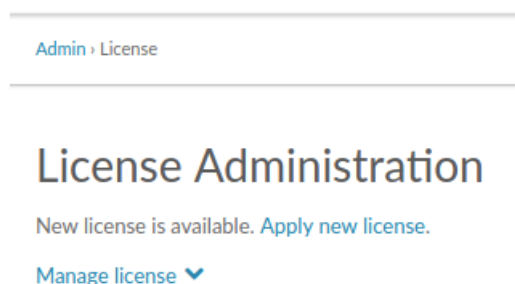 Admin › License
License Administration
New license is available. Apply new license.
Manage license